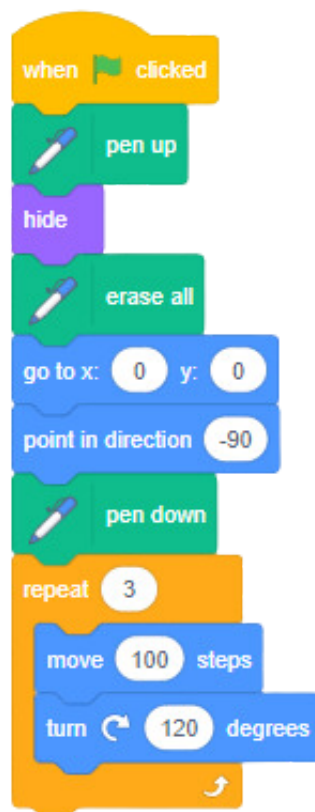 when clicked
pen up
hide
erase all
go to x: 0 y: 0
point in direction -90
pen down
repeat 3
move 100 steps
turn 120 degrees